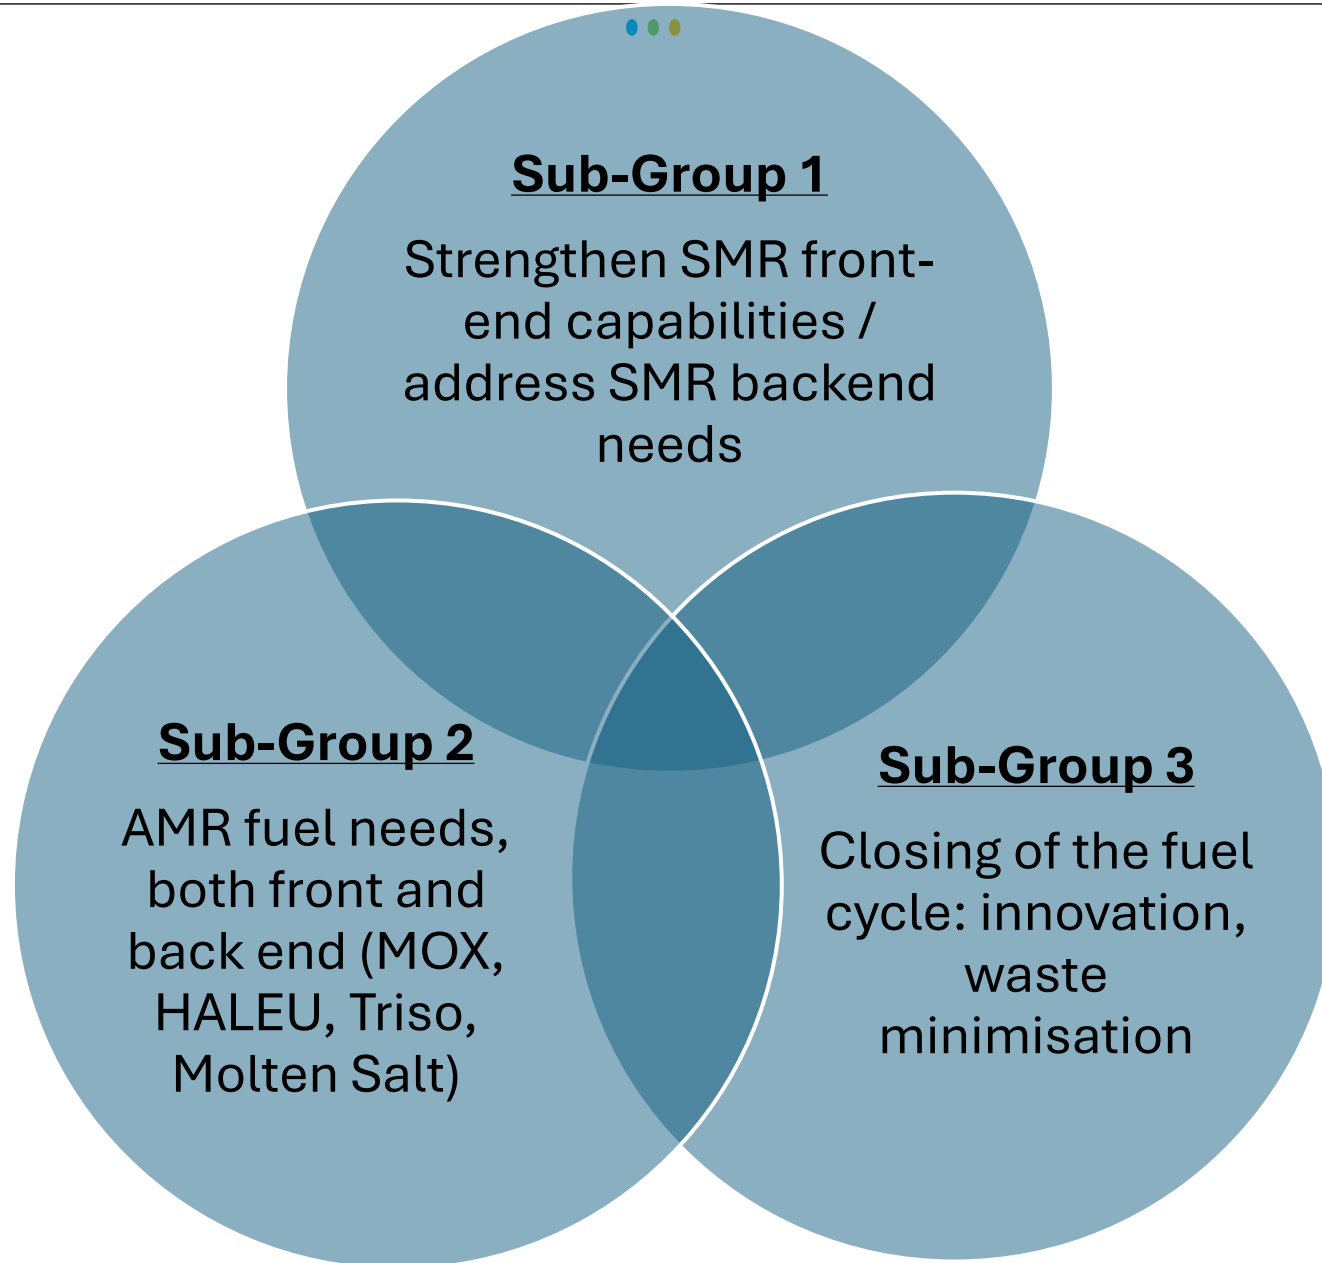 Sub-Group 1
Strengthen SMR front-
end capabilities /
address SMR backend
needs
Sub-Group 2
AMR fuel needs,
both front and
back end (MOX,
HALEU, Triso,
Molten Salt)
Sub-Group 3
Closing of the fuel
cycle: innovation,
waste
minimisation